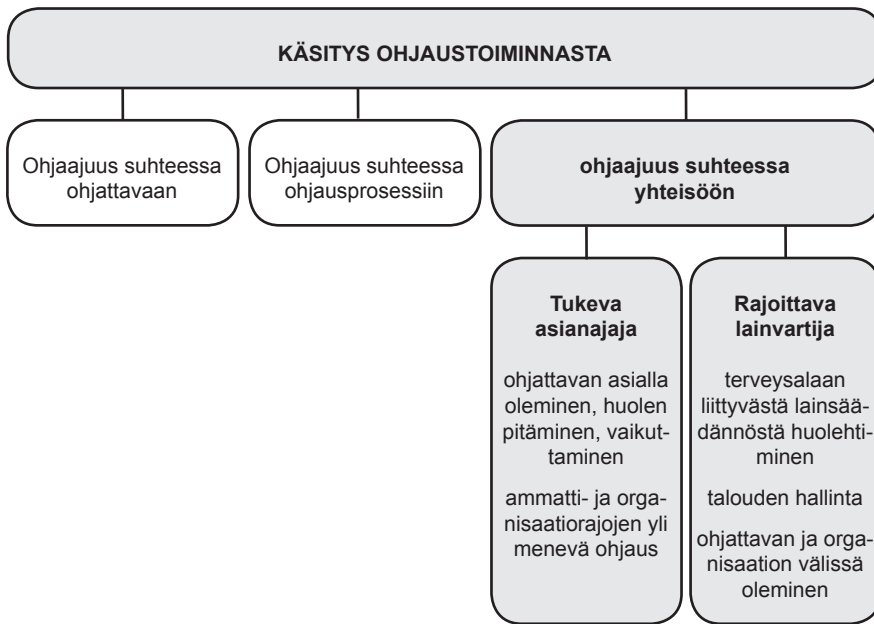 KÄSITYS OHJAUSTOIMINNASTA
Ohjaajuus suhteessa
ohjattavaan
Ohjaajuus suhteessa
ohjausprosessiin
ohjaajuus suhteessa
yhteisöön
Tukeva
asianajaja
ohjattavan asialla
oleminen, huolen
pitäminen, vaikut-
taminen
ammatti- ja orga-
nisaatiorajojen yli
menevä ohjaus
Rajoittava
lainvartija
terveysalaan
liittyvästä lainsää-
dännöstä huolehti-
minen
talouden hallinta
ohjattavan ja orga-
nisaation välissä
oleminen